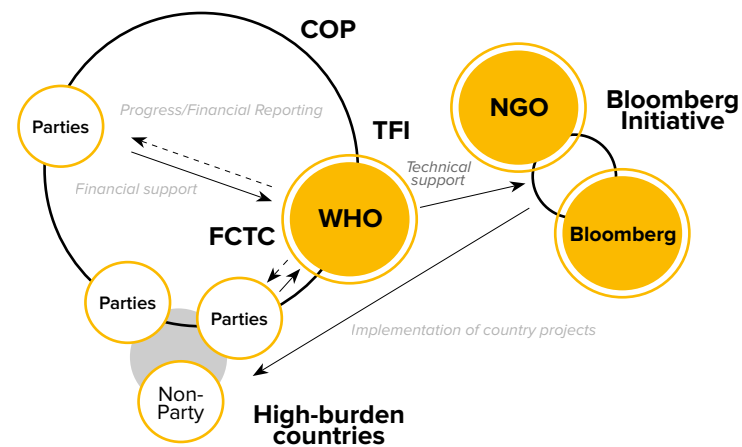 COP
Parties
Progress/Financial Reporting
Financial support
TFI
WHO
FCTC
Technical
support
NGO
Bloomberg
Initiative
Bloomberg
Parties
Parties
Implementation of country projects
Non-
Party
High-burden
countries